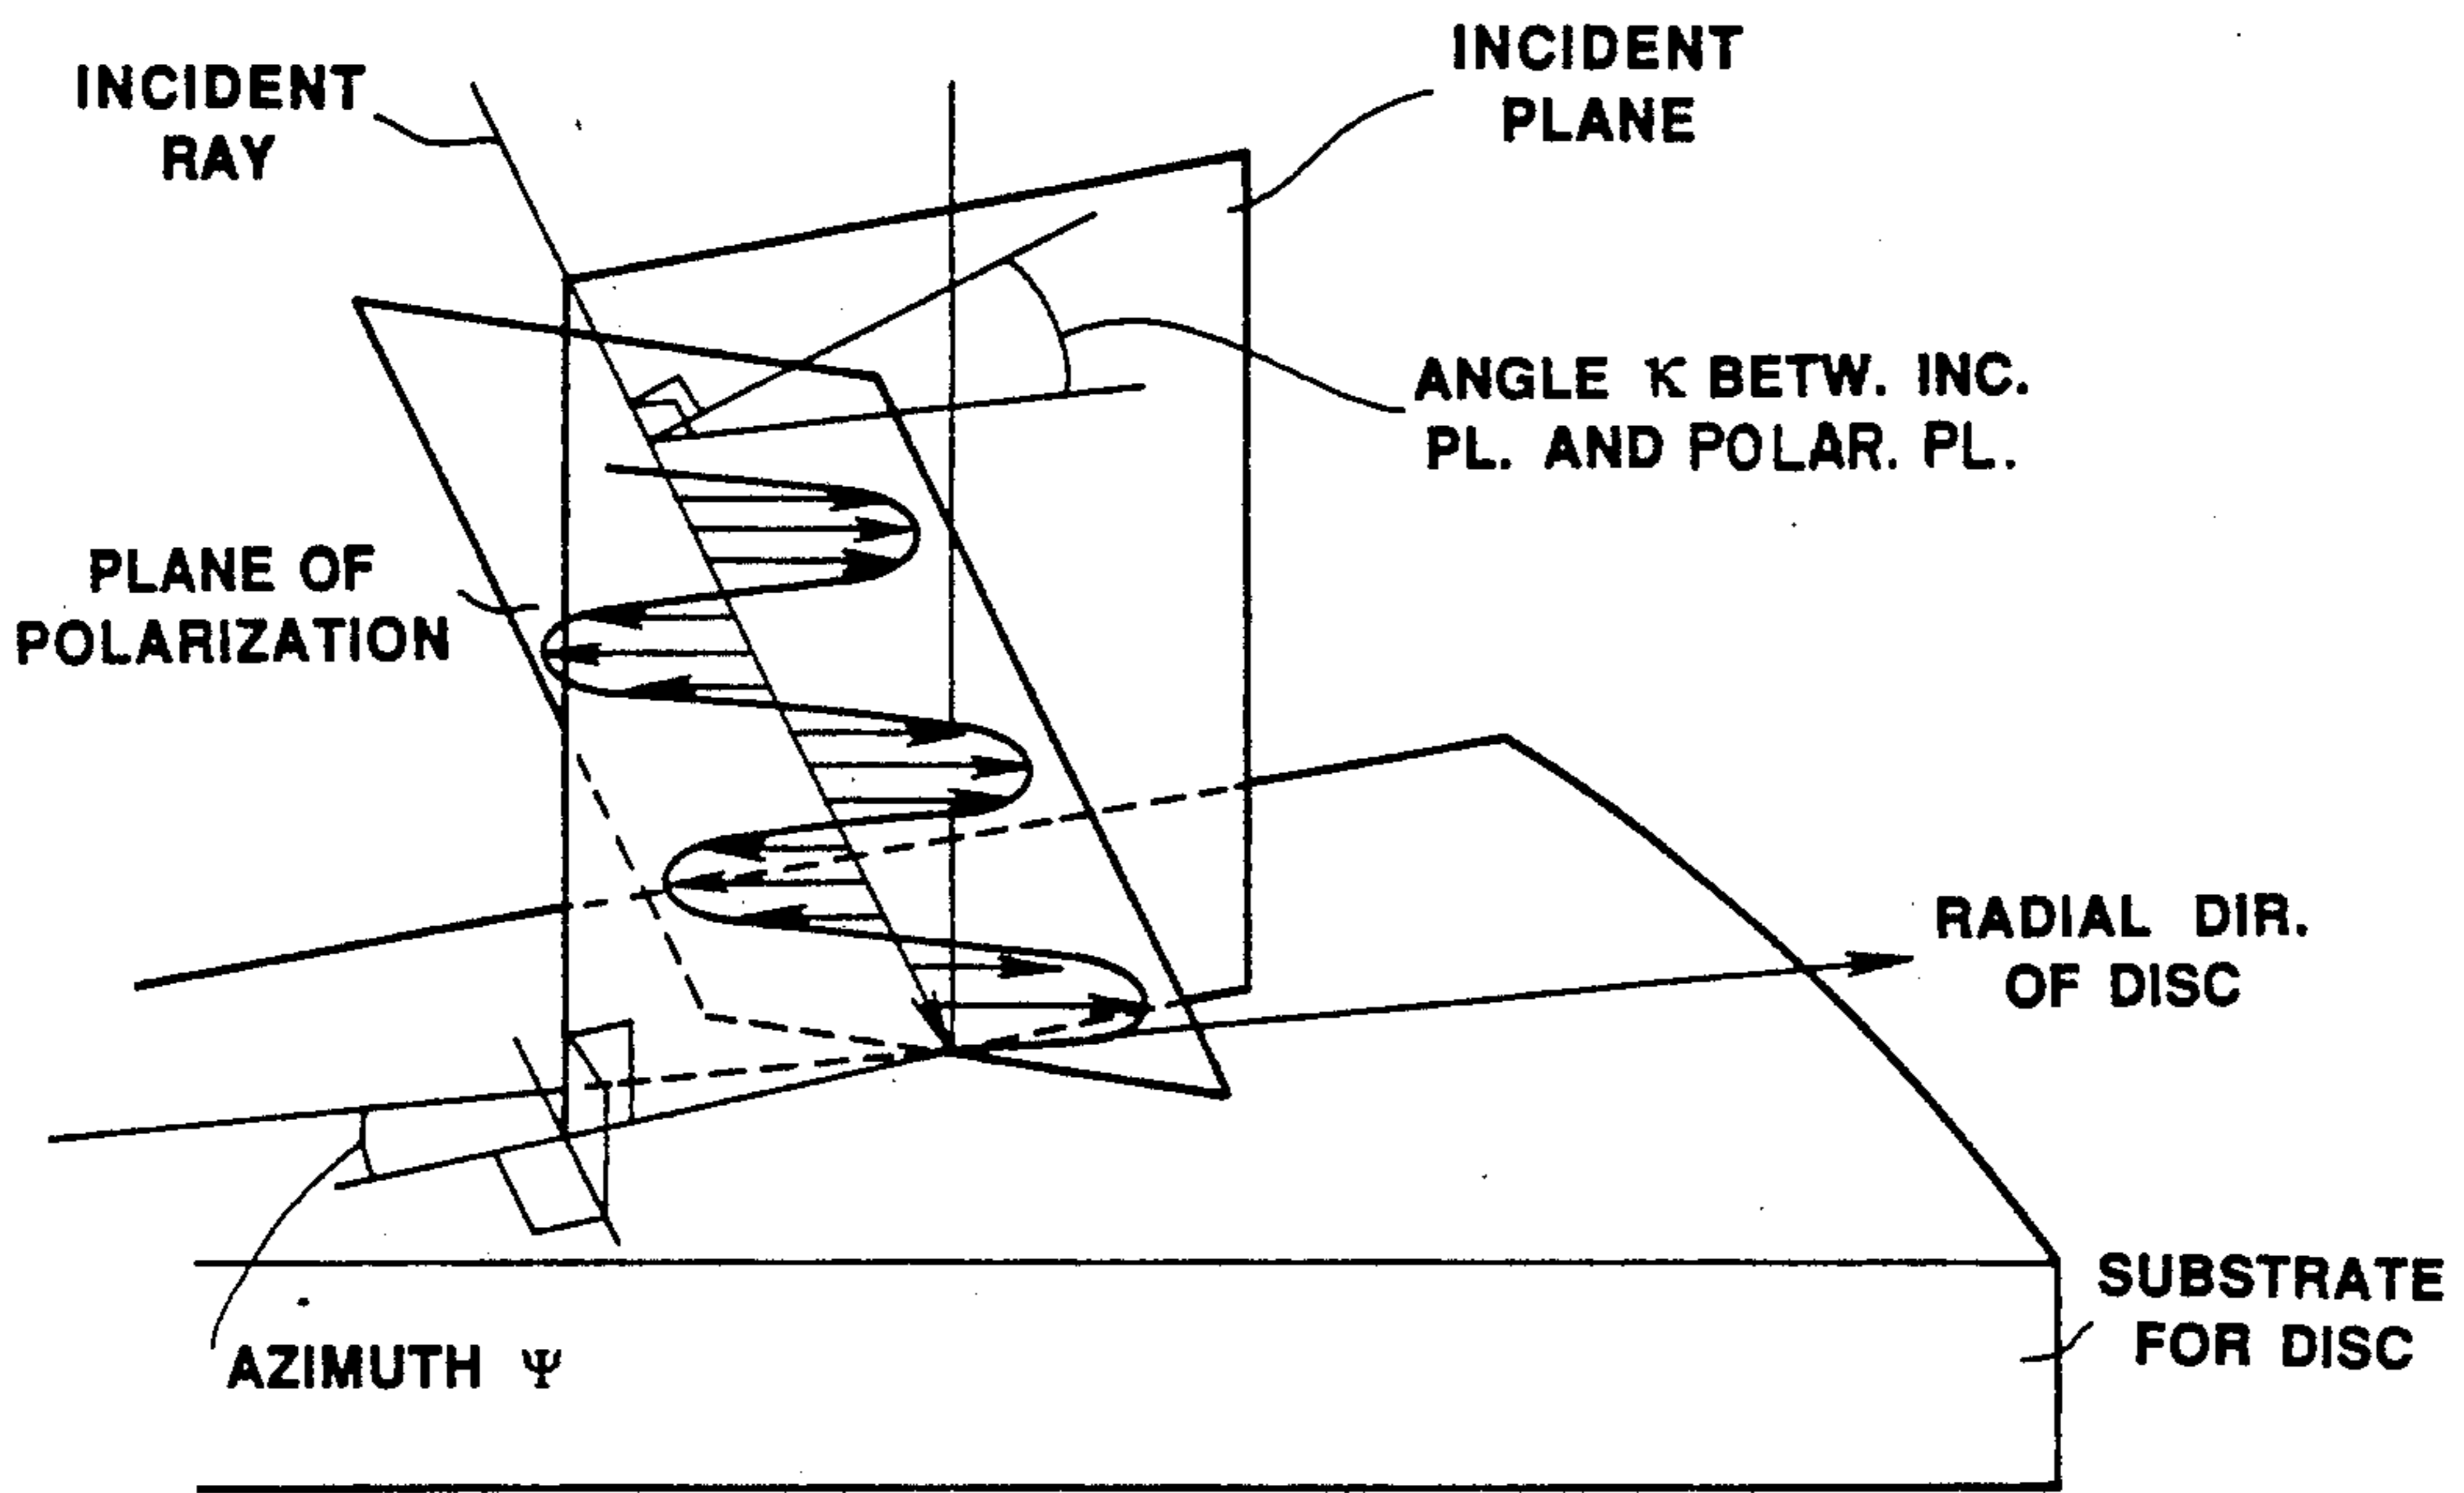 INCIDENT
RAY
INCIDENT
PLANE
ANGLE κ BETW. INC.
PL. AND POLAR. PL.
PLANE OF
POLARIZATION
RADIAL DIR.
OF DISC
SUBSTRATE
FOR DISC
AZIMUTH Ψ